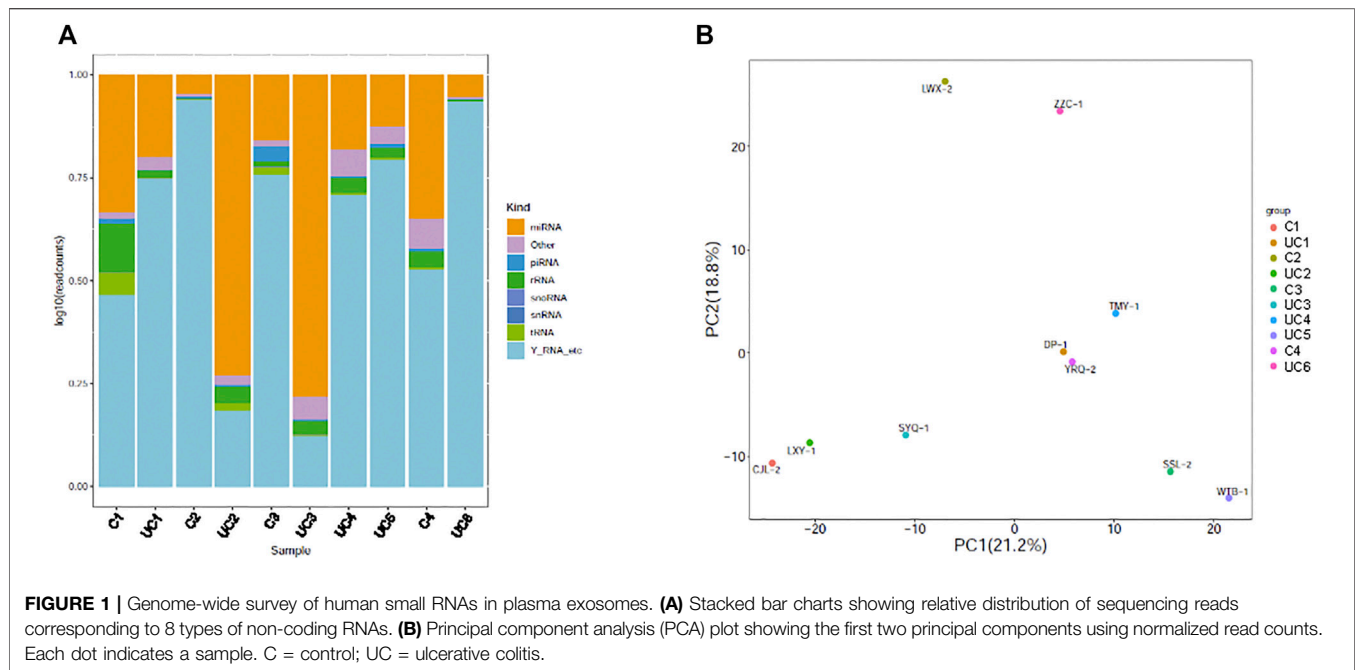 A
1.00
0.75
0.50
0.25
0.00
log10(readcounts)
C1
UC1
C2
UC2
C3
UC3
UC4
UC5
C4
UC6
Sample
Kind
miRNA
Other
piRNA
rRNA
snoRNA
snRNA
tRNA
Y_RNA_etc
B
LWX-2
ZZC-1
TMY-1
DP-1
YRQ-2
SYQ-1
LXY-1
CJL-2
SSL-2
WTB-1
20
10
0
−10
PC2(18.8%)
−20
−10
0
10
20
PC1(21.2%)
group
C1
UC1
C2
UC2
C3
UC3
UC4
UC5
C4
UC6
FIGURE 1 | Genome-wide survey of human small RNAs in plasma exosomes. (A) Stacked bar charts showing relative distribution of sequencing reads
corresponding to 8 types of non-coding RNAs. (B) Principal component analysis (PCA) plot showing the first two principal components using normalized read counts.
Each dot indicates a sample. C = control; UC = ulcerative colitis.